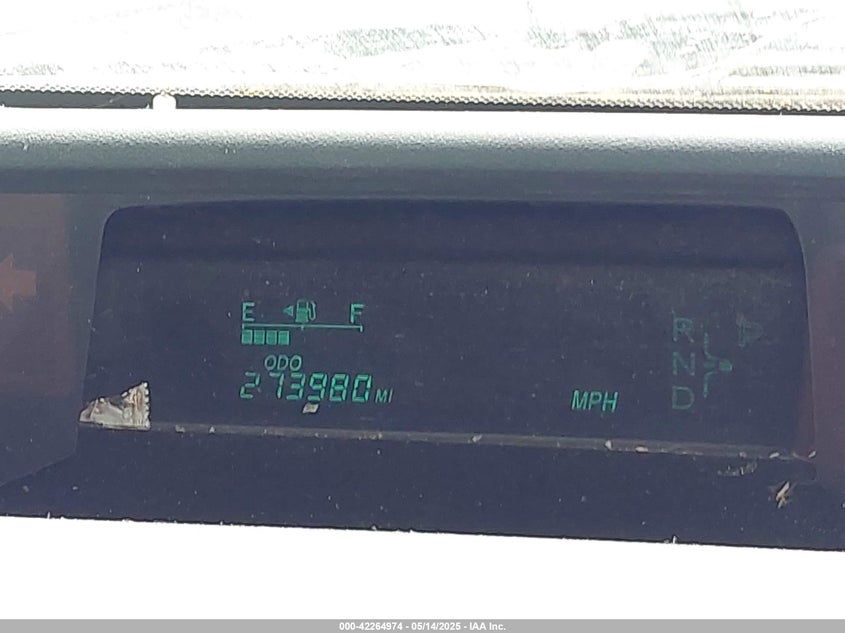 E F
ODO
273980 MI
MPH
R
N
D
000-42264974 - 05/14/2025 - IAA Inc.